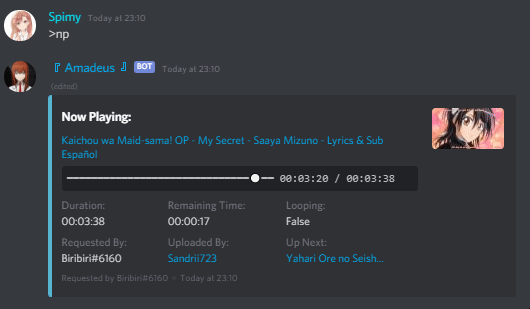 Spimy Today at 23:10
>np
『 Amadeus 』 BOT Today at 23:10
(edited)
Now Playing:
Kaichou wa Maid-sama! OP - My Secret - Saaya Mizuno - Lyrics & Sub
Español
00:03:20 / 00:03:38
Duration: Remaining Time: Looping:
00:03:38 00:00:17 False
Requested By: Uploaded By: Up Next:
Biribiri#6160 Sandrii723 Yahari Ore no Seish...
Requested by Biribiri#6160 • Today at 23:10